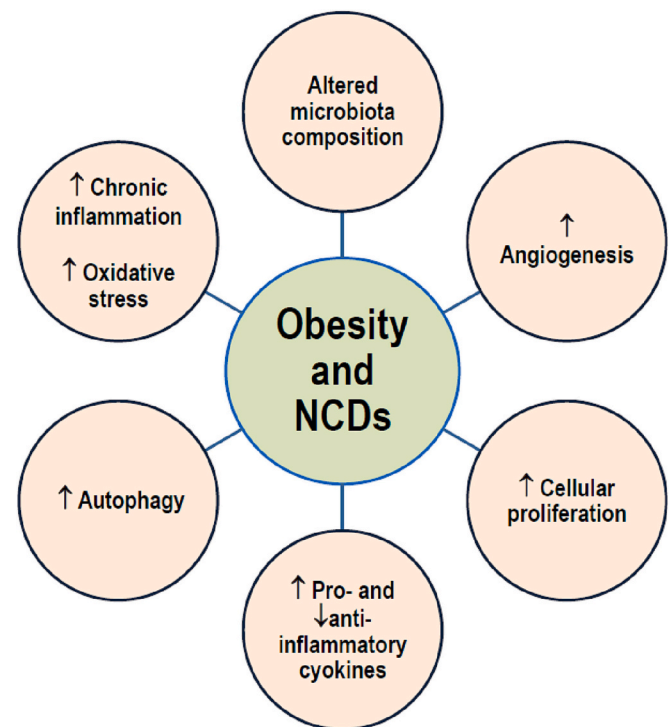 Altered
microbiota
composition
↑ Chronic
inflammation
↑ Oxidative
stress
↑
Angiogenesis
Obesity
and
NCDs
↑ Autophagy
↑ Cellular
proliferation
↑ Pro- and
↓anti-
inflammatory
cyokines